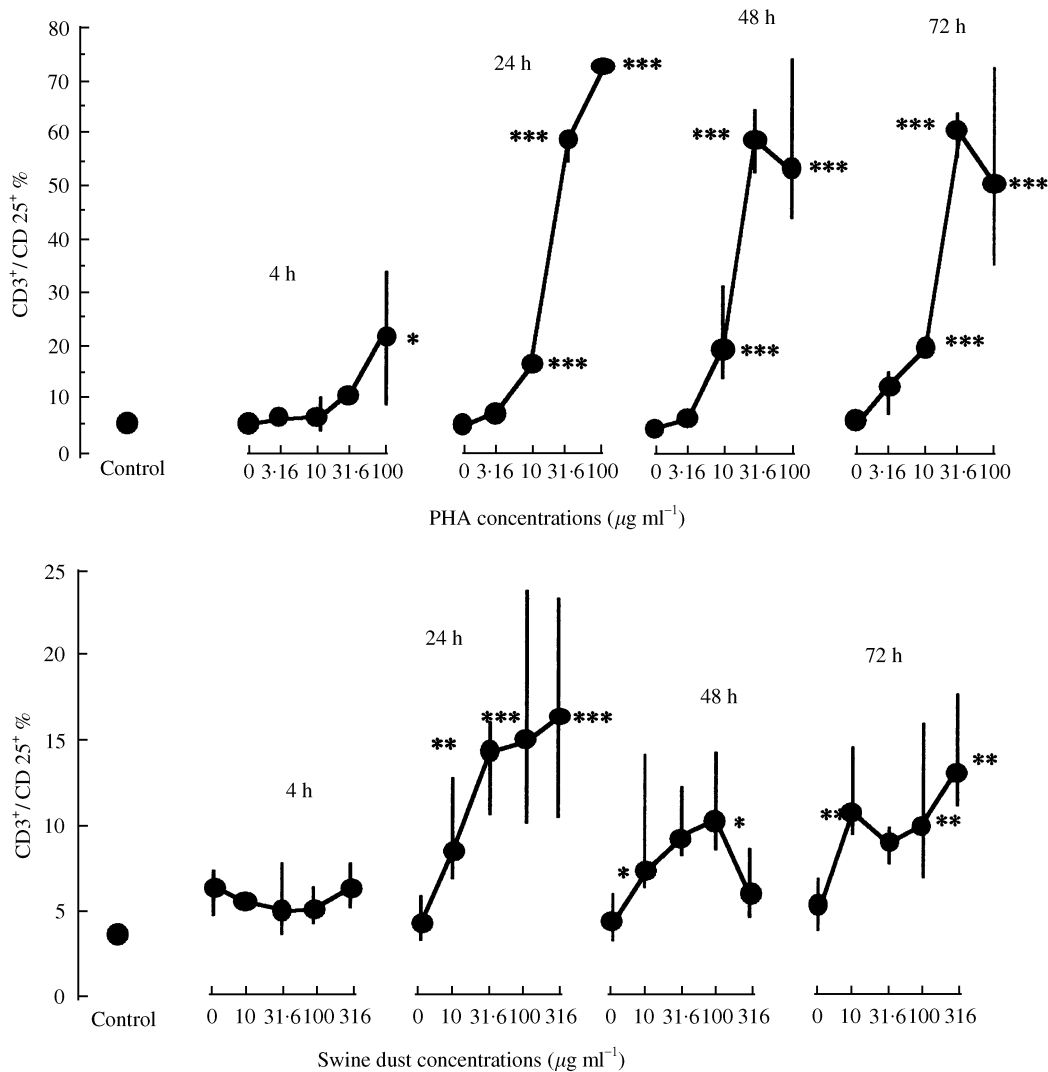 80
70
60
50
40
30
20
10
0
CD3⁺/ CD 25⁺ %
4 h
24 h
48 h
72 h
*
***
***
***
***
***
***
***
***
***
Control
0 3·16 10 31·6 100
0 3·16 10 31·6 100
0 3·16 10 31·6 100
0 3·16 10 31·6 100
PHA concentrations (μg ml⁻¹)
25
20
15
10
5
0
CD3⁺/ CD 25⁺ %
4 h
24 h
48 h
72 h
**
***
***
*
*
**
**
**
Control
0 10 31·6 100 316
0 10 31·6 100 316
0 10 31·6 100 316
0 10 31·6 100 316
Swine dust concentrations (μg ml⁻¹)